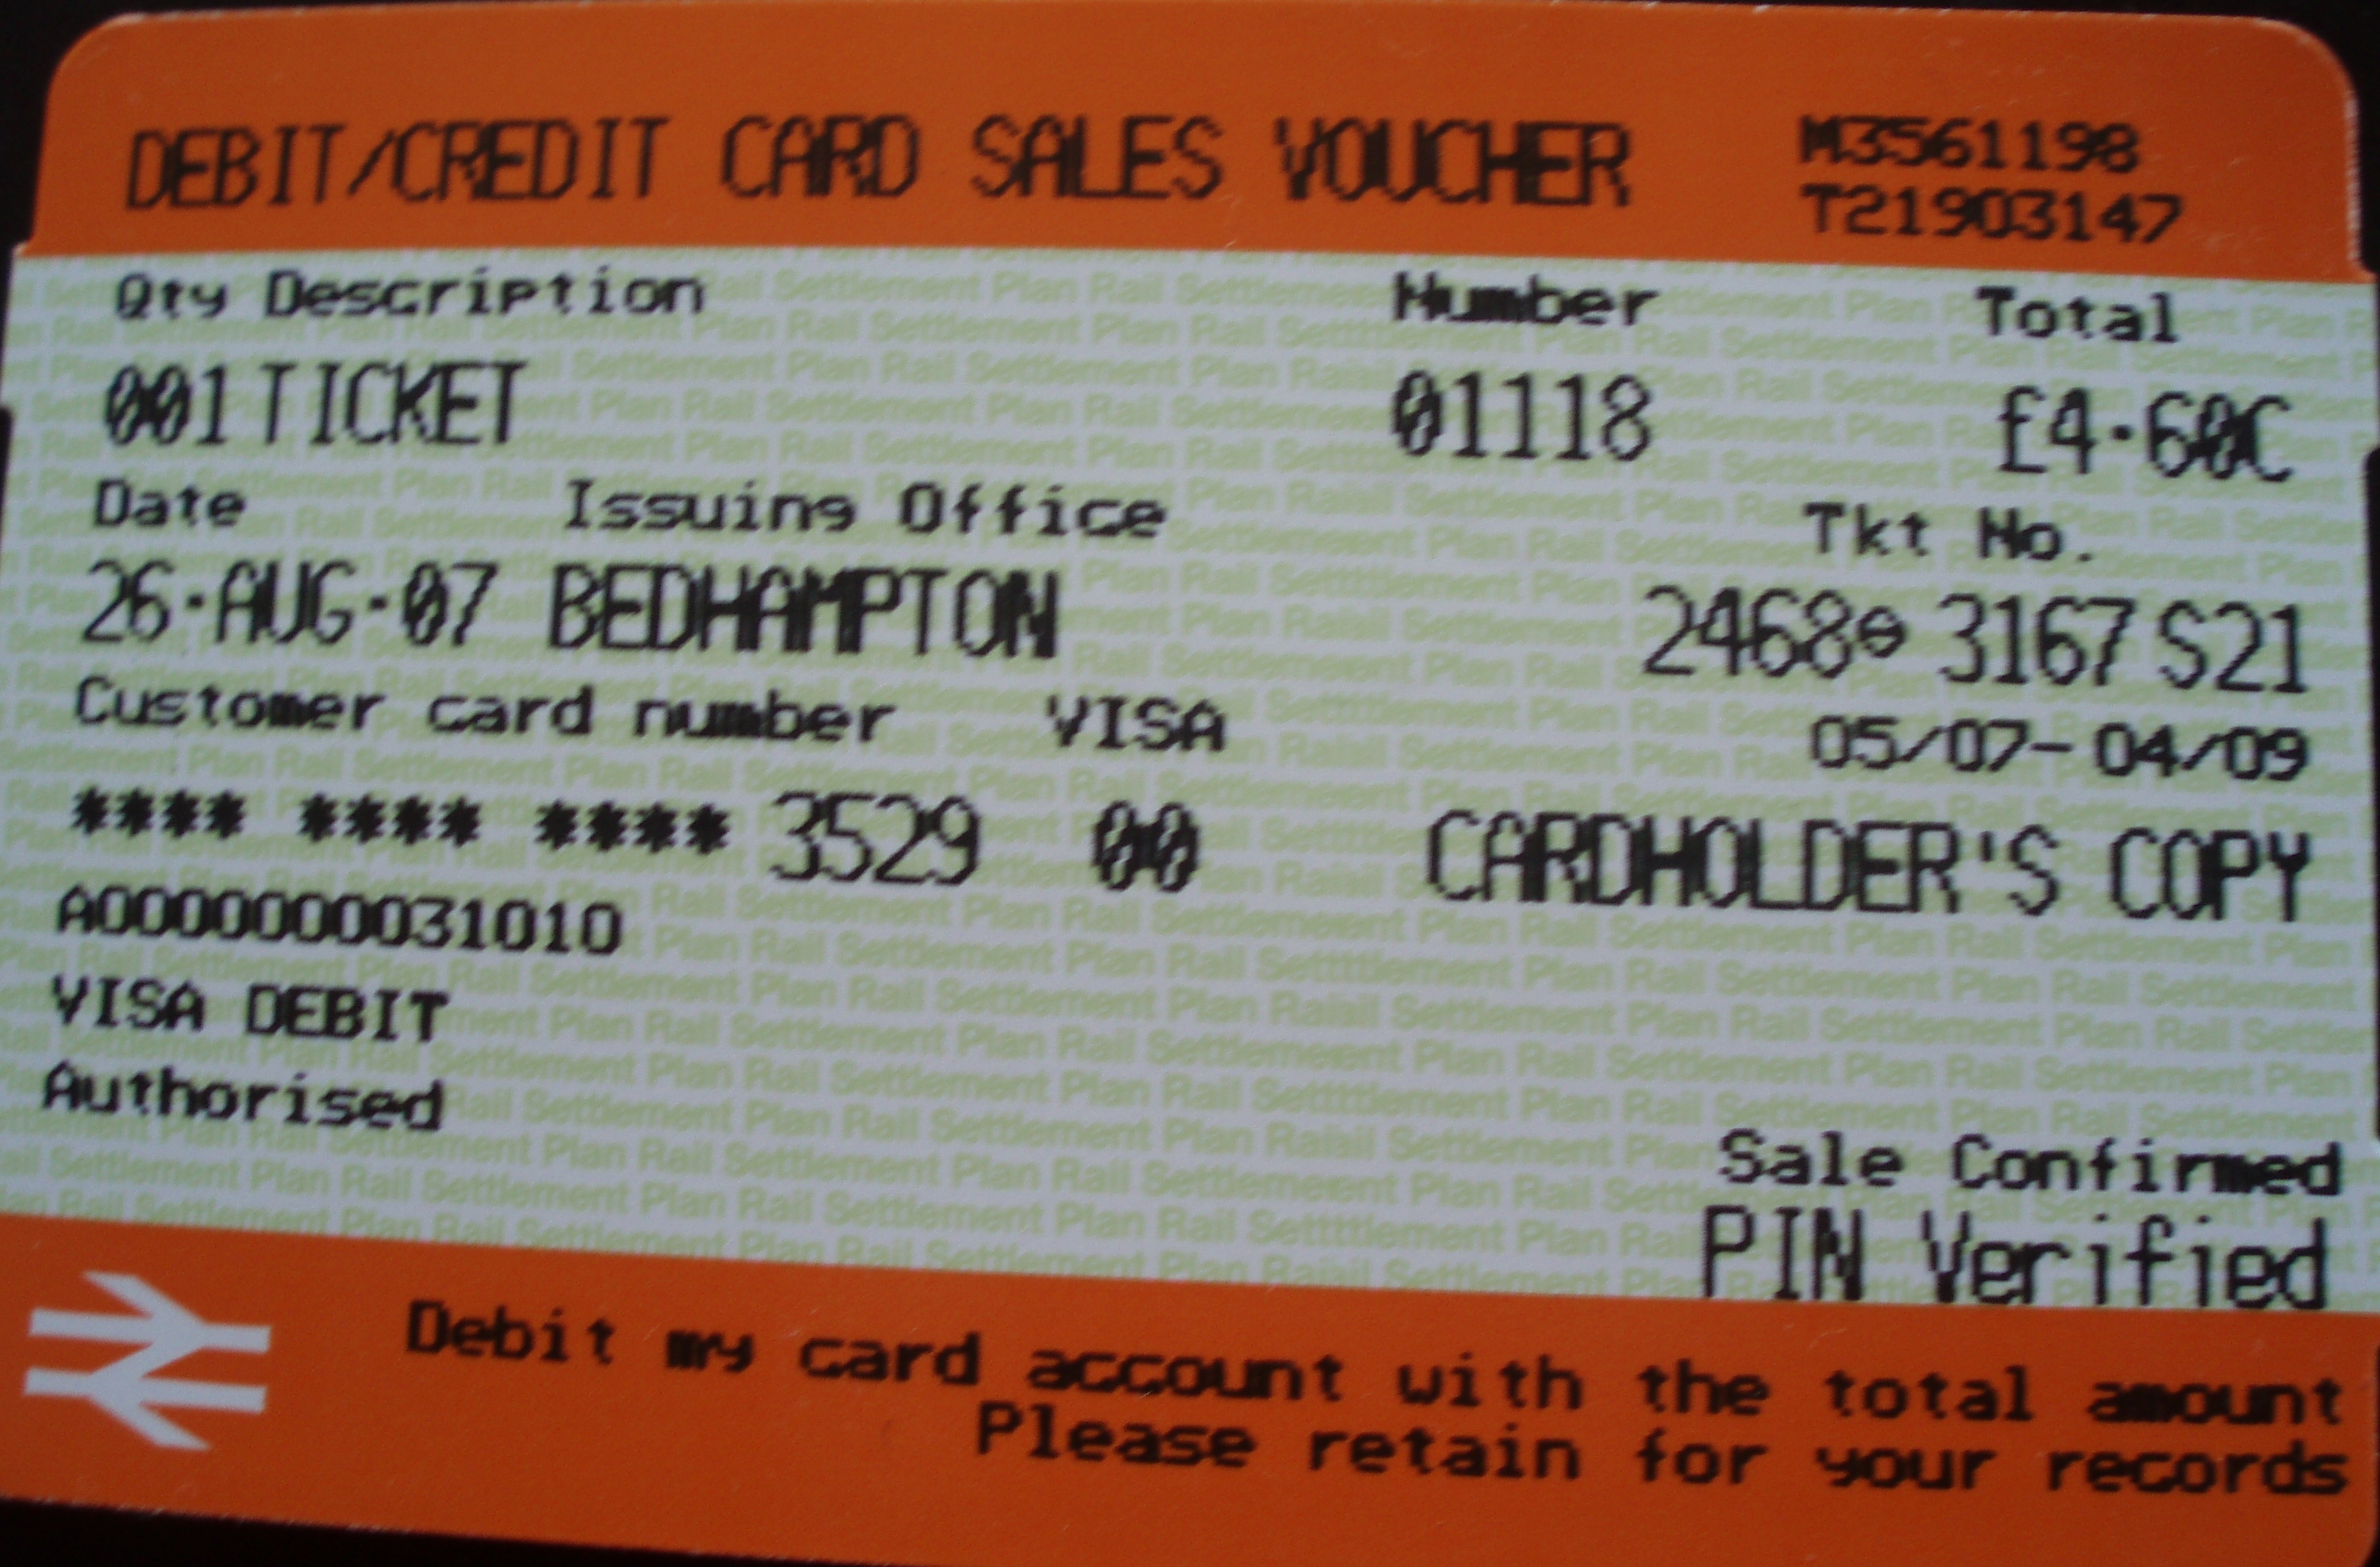 DEBIT/CREDIT CARD SALES VOUCHER M3561198
T21903147
Qty Description Number Total
001 TICKET 01118 £4·60C
Date Issuing Office Tkt No.
26·AUG·07 BEDHAMPTON 2468⊖ 3167 S21
Customer card number VISA 05/07- 04/09
**** **** **** 3529 00 CARDHOLDER'S COPY
A0000000031010
VISA DEBIT
Authorised
Sale Confirmed
PIN Verified
Debit my card account with the total amount
Please retain for your records